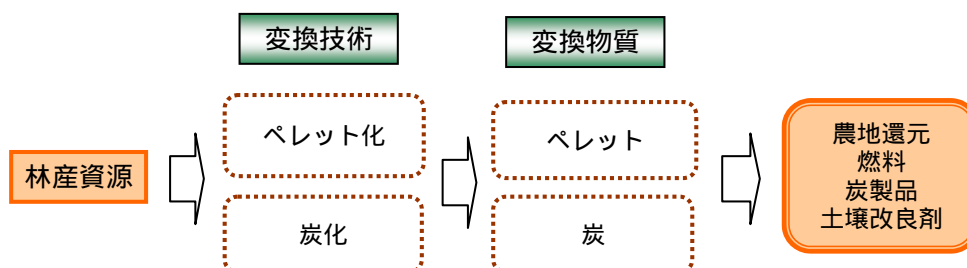 変換技術
変換物質
林産資源
ペレット化
炭化
ペレット
炭
農地還元
燃料
炭製品
土壌改良剤